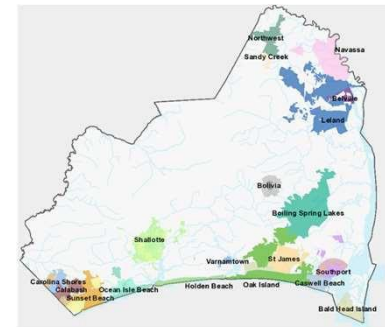 Northwest
Navassa
Sandy Creek
Belville
Leland
Bolivia
Boiling Spring Lakes
Shallotte
St James
Varnamtown
Southport
Carolina Shores
Calabash
Ocean Isle Beach
Holden Beach
Oak Island
Caswell Beach
Sunset Beach
Bald Head Island